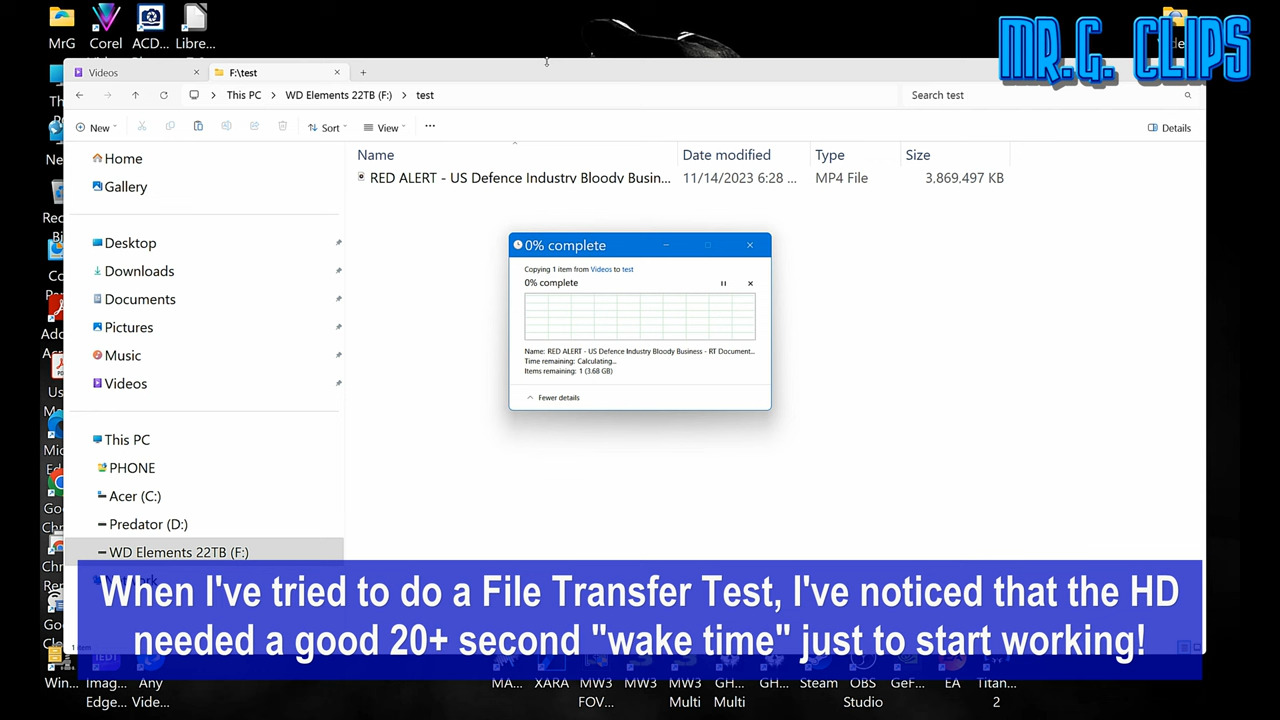 MrG
Corel
ACD...
Libre...
MR.G. CLIPS
Videos
F:\test
This PC
WD Elements 22TB (F:)
test
Search test
New
Sort
View
Details
Name
Date modified
Type
Size
RED ALERT - US Defence Industry Bloody Busin...
11/14/2023 6:28 ...
MP4 File
3,869,497 KB
Home
Gallery
Desktop
Downloads
Documents
Pictures
Music
Videos
This PC
PHONE
Acer (C:)
Predator (D:)
WD Elements 22TB (F:)
0% complete
Copying 1 item from Videos to test
0% complete
Name: RED ALERT - US Defence Industry Bloody Business - RT Document...
Time remaining: Calculating...
Items remaining: 1 (3.68 GB)
Fewer details
When I've tried to do a File Transfer Test, I've noticed that the HD
needed a good 20+ second "wake time" just to start working!
Win...
Imag...
Edge...
Any
Video...
MA...
XARA
MW3
FOV...
MW3
MW3
Multi
GH...
Multi
GH...
Steam
OBS
Studio
GeF...
EA
Titan...
2